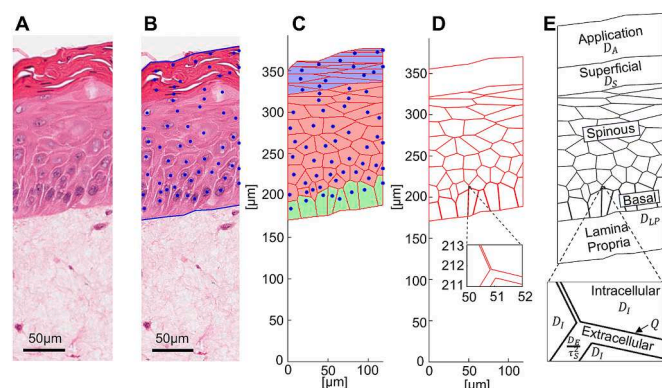 A
B
C
D
E
350
300
250
200
150
100
50
0
[µm]
0
50
100
[µm]
50µm
50µm
350
300
250
200
150
100
50
0
[µm]
0
50
100
[µm]
213
212
211
50
51
52
Application
D_A
Superficial
D_S
Spinous
Basal
D_LP
Lamina
Propria
Intracellular
D_I
Q
D_I
Extracellular
D_I